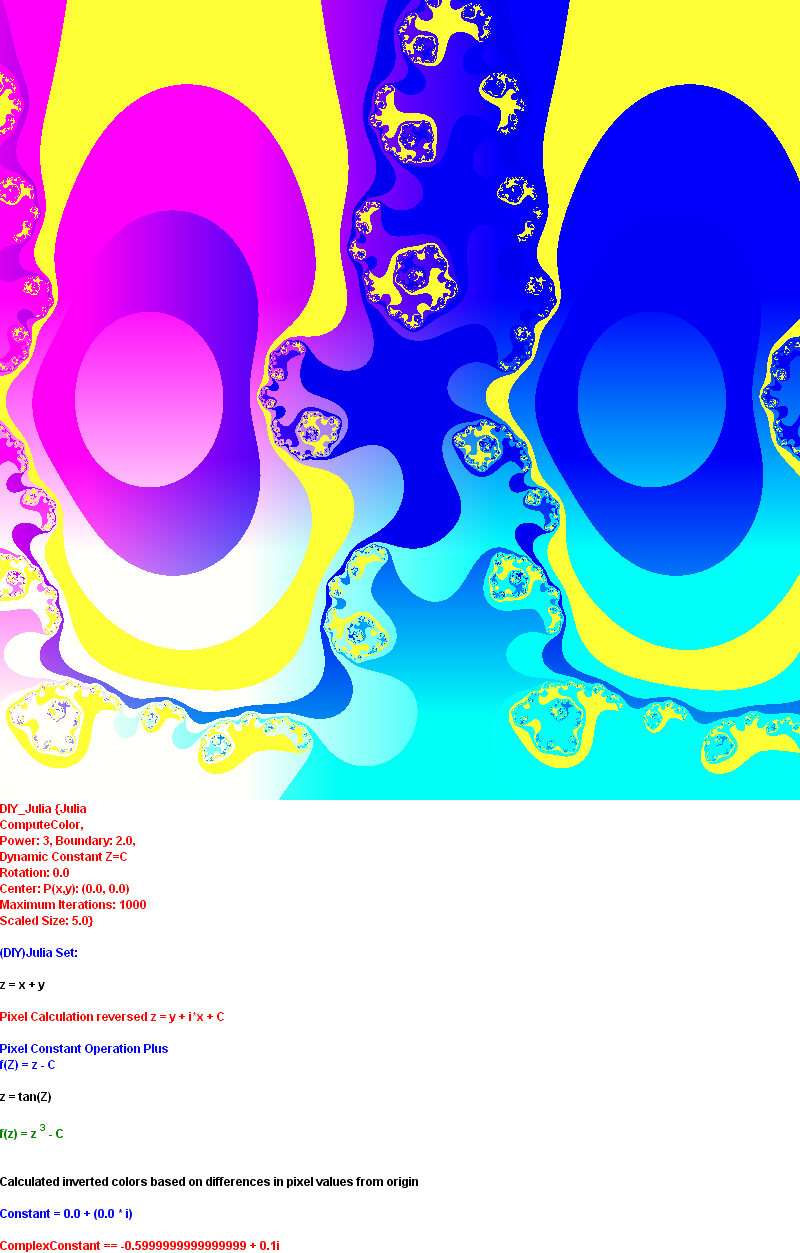 DIY_Julia {Julia
ComputeColor,
Power: 3, Boundary: 2.0,
Dynamic Constant Z=C
Rotation: 0.0
Center: P(x,y): (0.0, 0.0)
Maximum Iterations: 1000
Scaled Size: 5.0}
(DIY)Julia Set:
z = x + y
Pixel Calculation reversed z = y + i*x + C
Pixel Constant Operation Plus
f(Z) = z - C
z = tan(Z)
f(z) = z ³ - C
Calculated inverted colors based on differences in pixel values from origin
Constant = 0.0 + (0.0 * i)
ComplexConstant == -0.5999999999999999 + 0.1i